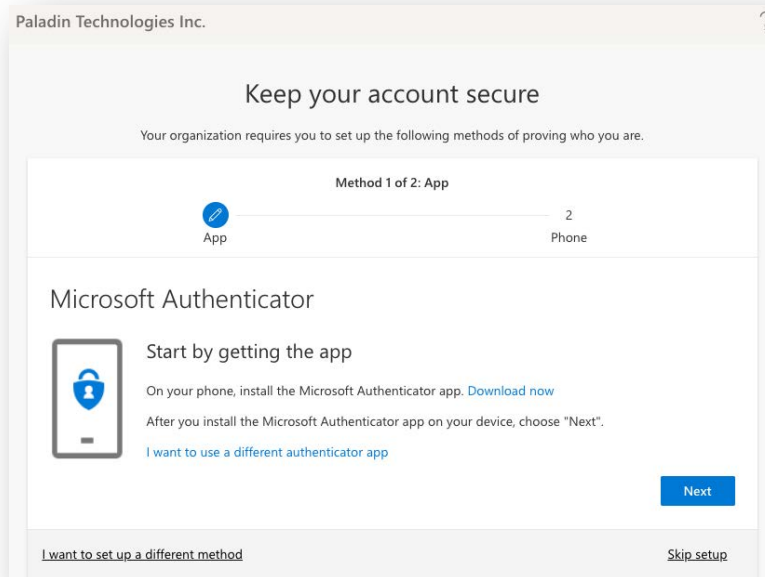 Paladin Technologies Inc.
Keep your account secure
Your organization requires you to set up the following methods of proving who you are.
Method 1 of 2: App
2
App
Phone
Microsoft Authenticator
Start by getting the app
On your phone, install the Microsoft Authenticator app. Download now
After you install the Microsoft Authenticator app on your device, choose "Next".
I want to use a different authenticator app
Next
I want to set up a different method
Skip setup